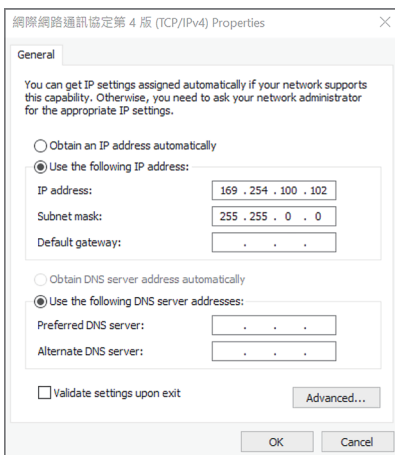 網際網路通訊協定第 4 版 (TCP/IPv4) Properties
General
You can get IP settings assigned automatically if your network supports
this capability. Otherwise, you need to ask your network administrator
for the appropriate IP settings.
Obtain an IP address automatically
Use the following IP address:
IP address: 169 . 254 . 100 . 102
Subnet mask: 255 . 255 . 0 . 0
Default gateway: . . .
Obtain DNS server address automatically
Use the following DNS server addresses:
Preferred DNS server: . . .
Alternate DNS server: . . .
Validate settings upon exit
Advanced...
OK Cancel